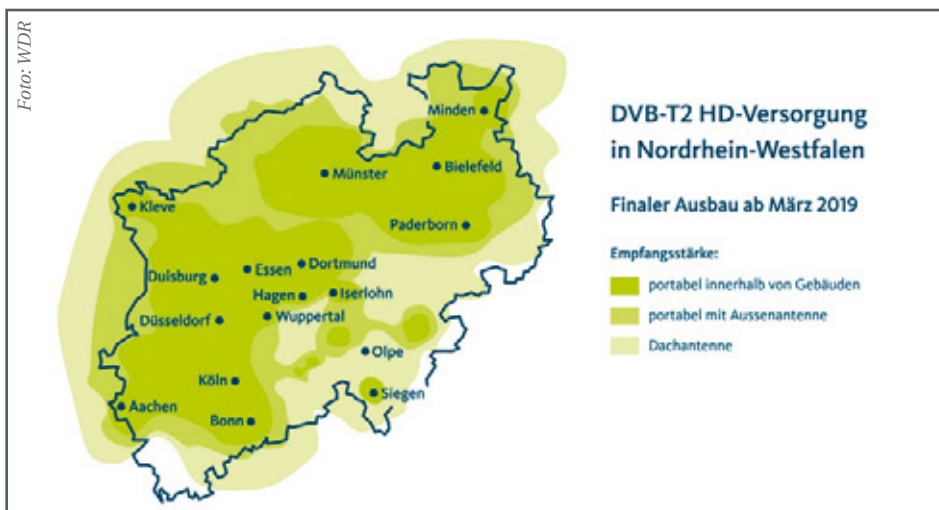 Foto: WDR
DVB-T2 HD-Versorgung
in Nordrhein-Westfalen
Finaler Ausbau ab März 2019
Empfangsstärke:
portabel innerhalb von Gebäuden
portabel mit Aussenantenne
Dachantenne
Minden
Bielefeld
Münster
Kleve
Paderborn
Dortmund
Essen
Duisburg
Hagen
Iserlohn
Düsseldorf
Wuppertal
Olpe
Köln
Siegen
Aachen
Bonn